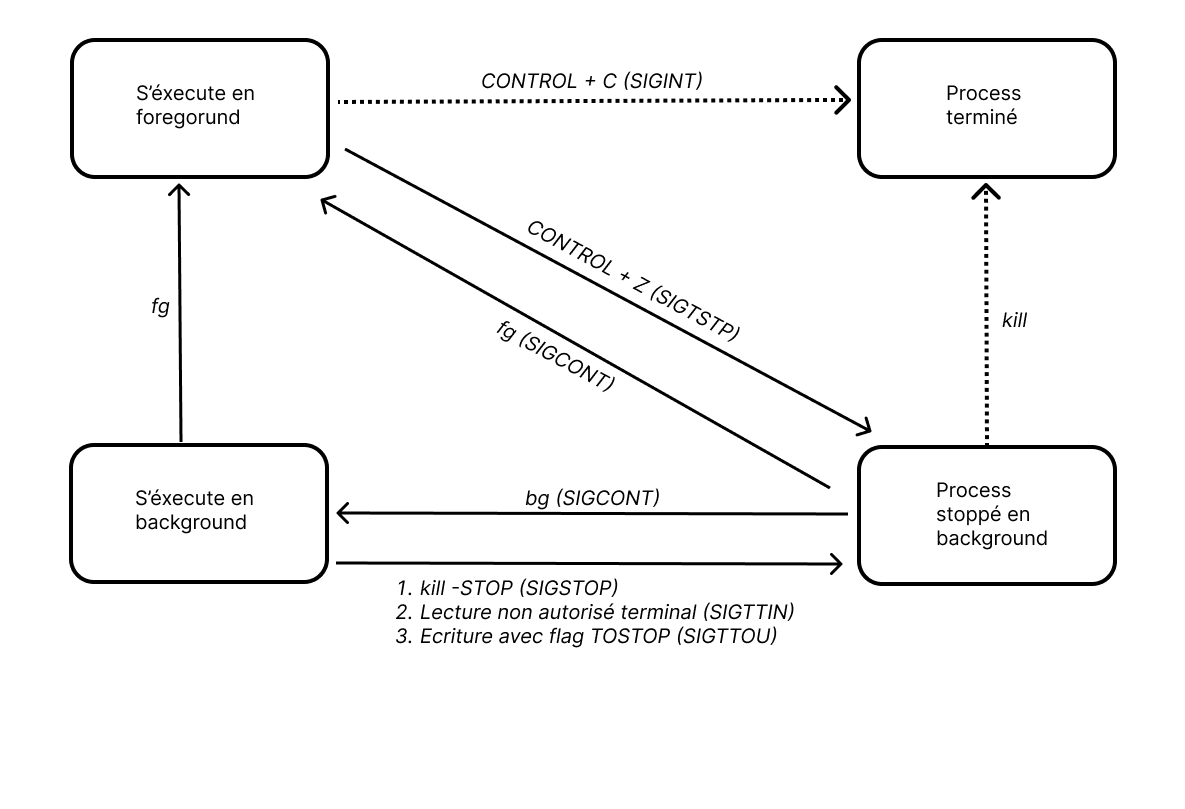 S'éxecute en
foregorund
CONTROL + C (SIGINT)
Process
terminé
CONTROL + Z (SIGTSTP)
fg (SIGCONT)
fg
kill
S'éxecute en
background
bg (SIGCONT)
Process
stoppé en
background
1. kill -STOP (SIGSTOP)
2. Lecture non autorisé terminal (SIGTTIN)
3. Ecriture avec flag TOSTOP (SIGTTOU)